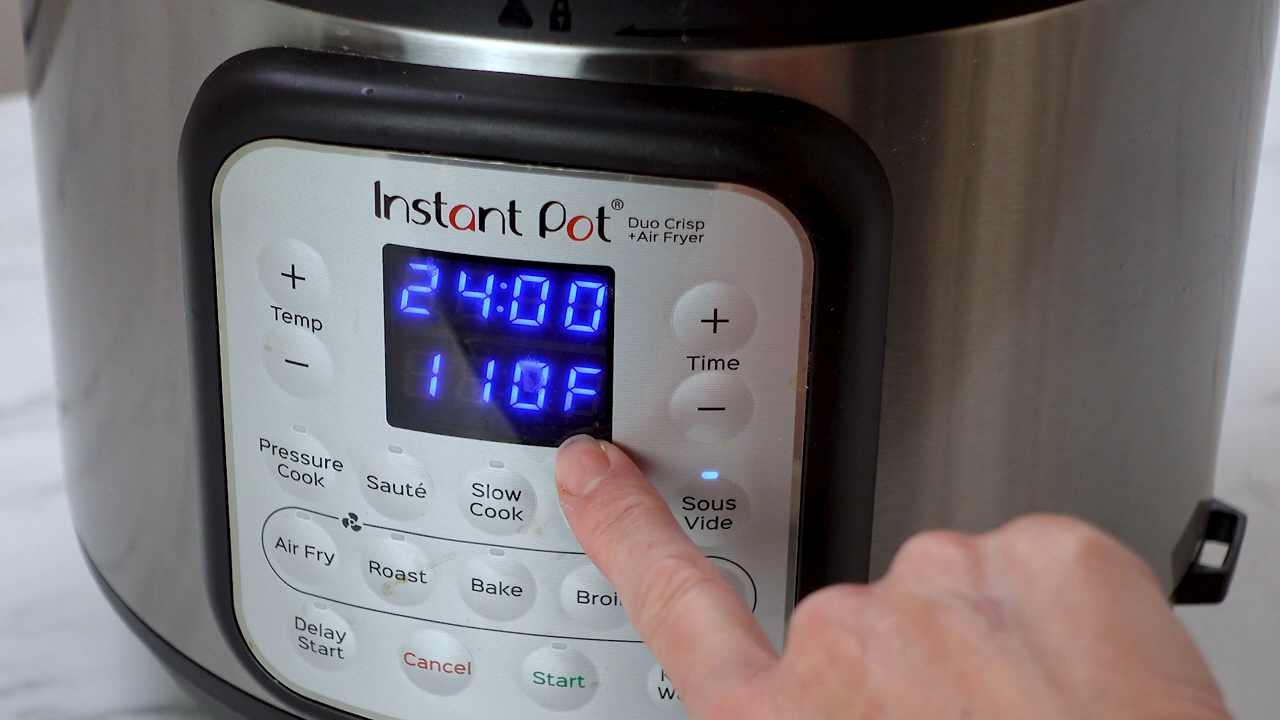 Instant Pot®
Duo Crisp
+Air Fryer
24:00
110F
+
Temp
−
+
Time
−
Pressure
Cook
Sauté
Slow
Cook
Sous
Vide
Air Fry
Roast
Bake
Broi
Delay
Start
Cancel
Start